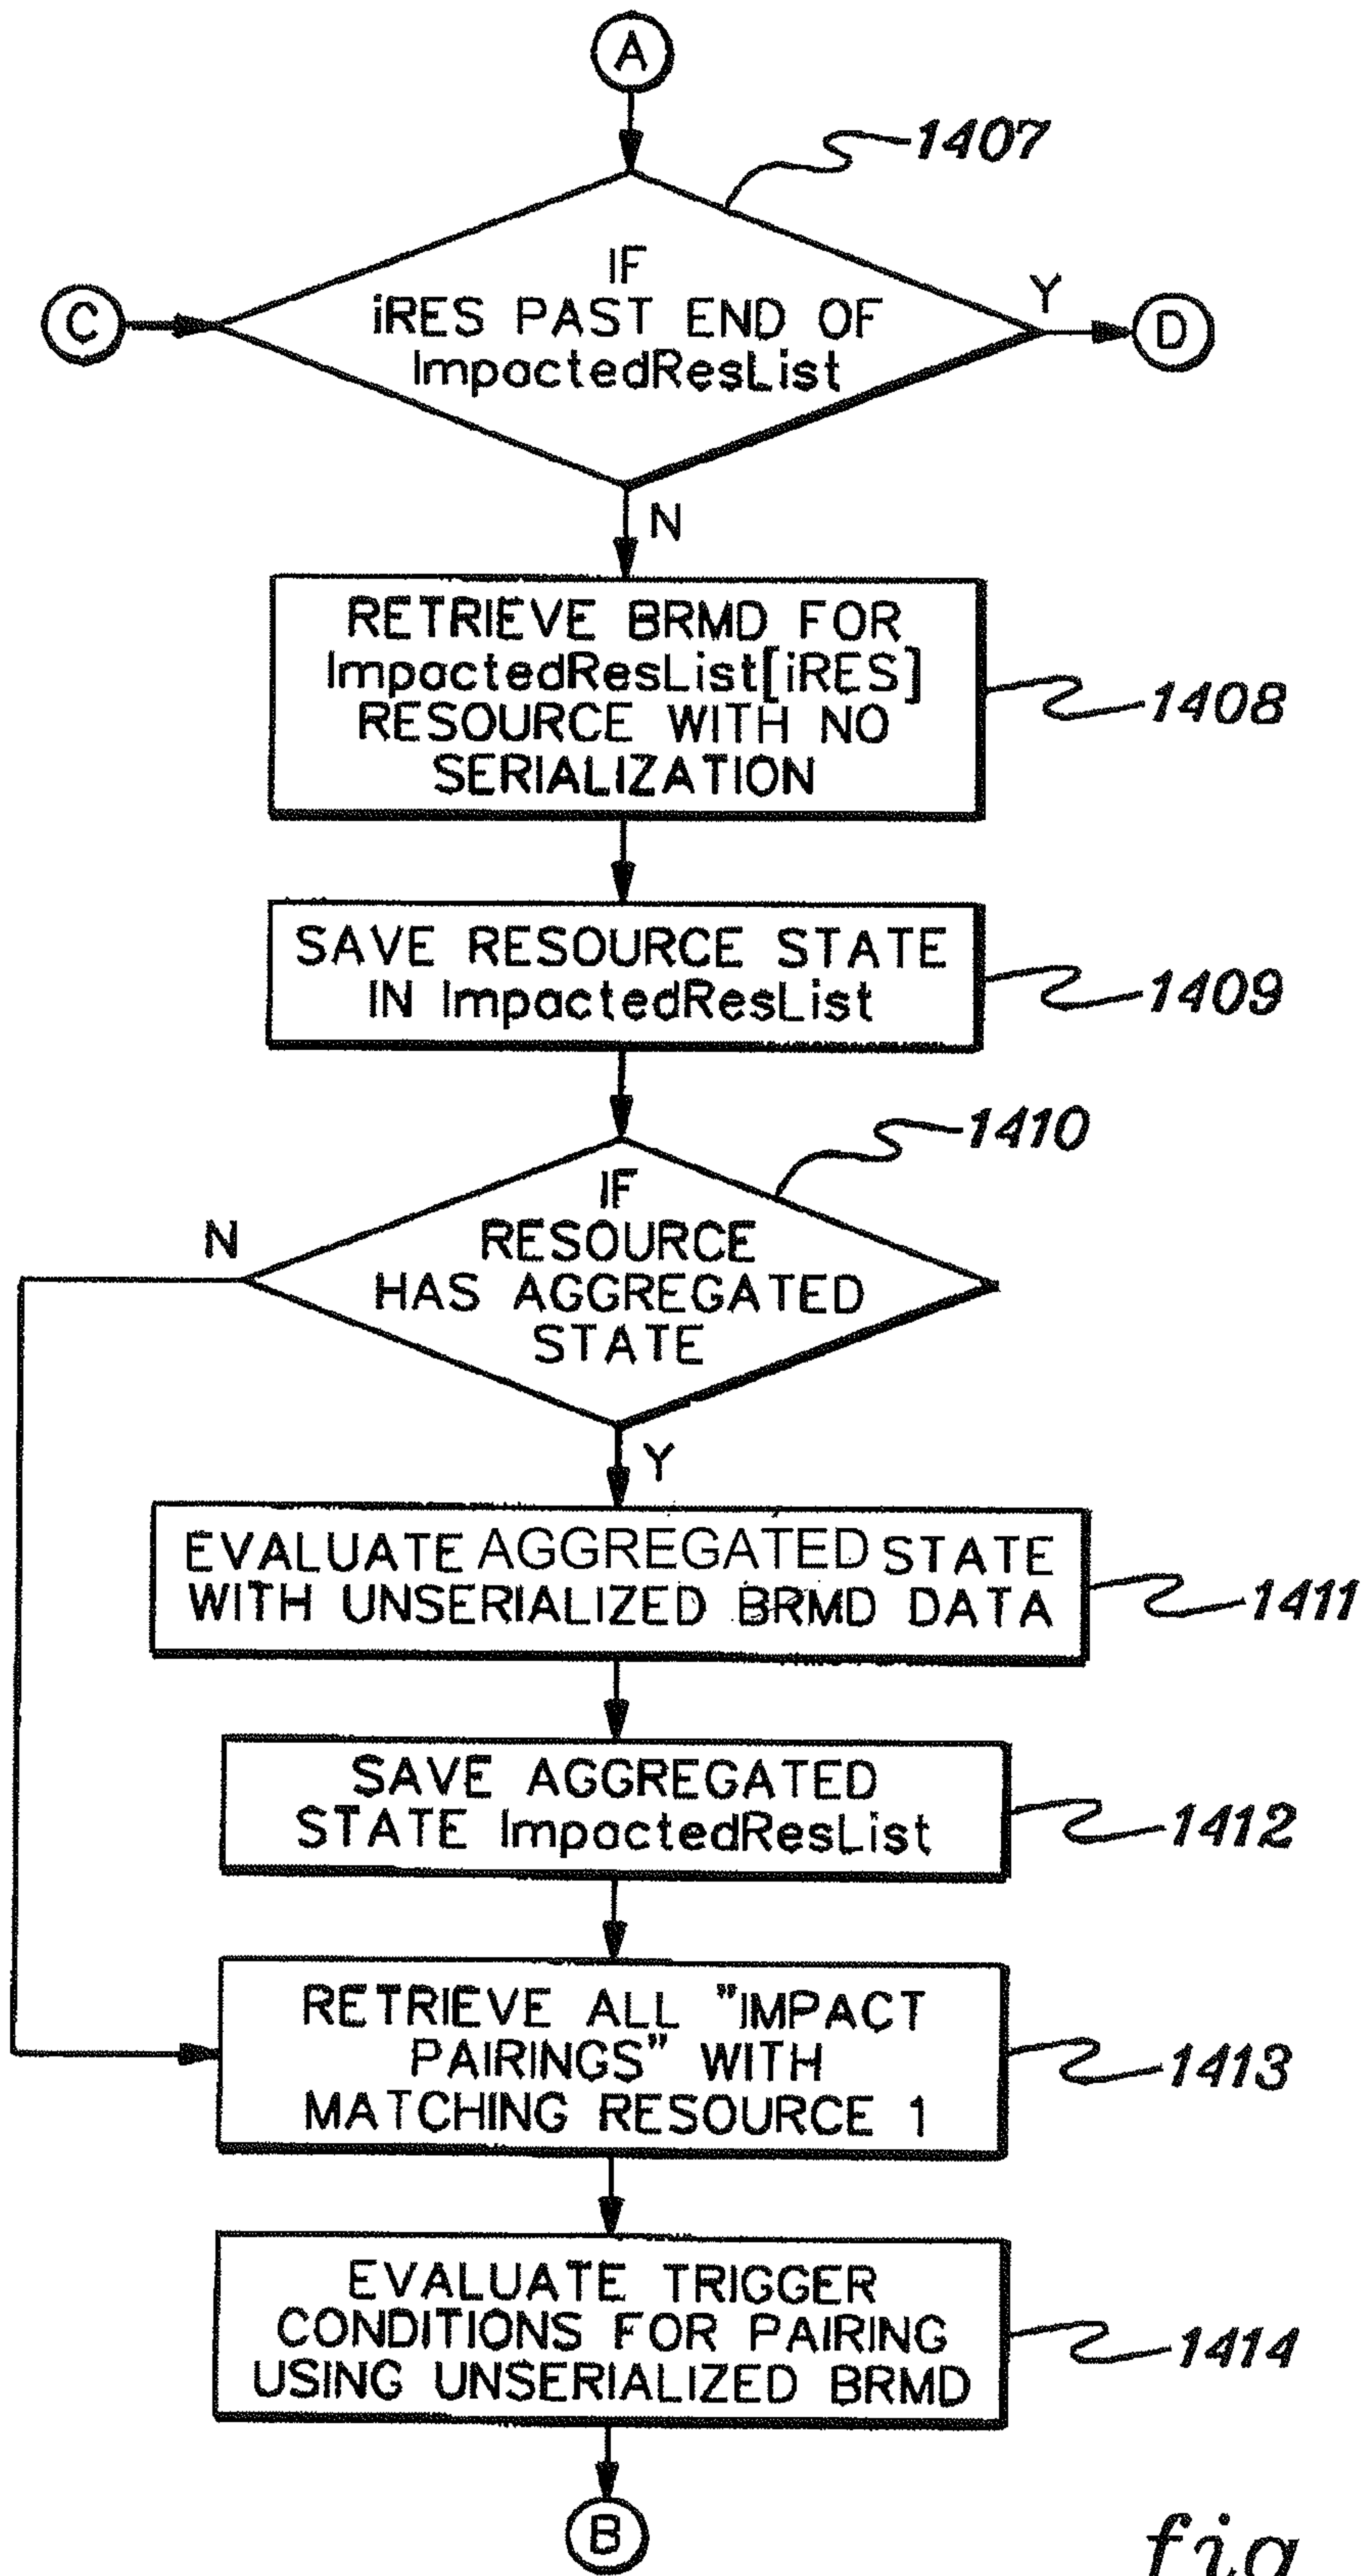 A
1407
IF
iRES PAST END OF
ImpactedResList
C
Y
D
N
RETRIEVE BRMD FOR
ImpactedResList[iRES]
RESOURCE WITH NO
SERIALIZATION
1408
SAVE RESOURCE STATE
IN ImpactedResList
1409
1410
IF
RESOURCE
HAS AGGREGATED
STATE
N
Y
EVALUATE AGGREGATED STATE
WITH UNSERIALIZED BRMD DATA
1411
SAVE AGGREGATED
STATE ImpactedResList
1412
RETRIEVE ALL "IMPACT
PAIRINGS" WITH
MATCHING RESOURCE 1
1413
EVALUATE TRIGGER
CONDITIONS FOR PAIRING
USING UNSERIALIZED BRMD
1414
B
fig